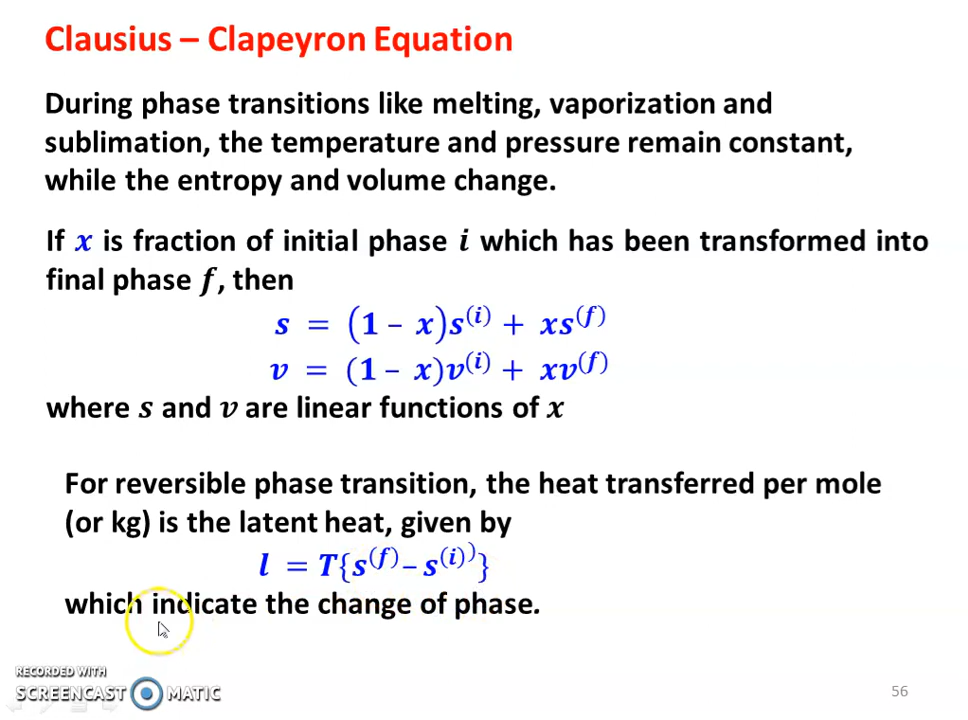 Clausius – Clapeyron Equation
During phase transitions like melting, vaporization and
sublimation, the temperature and pressure remain constant,
while the entropy and volume change.
If x is fraction of initial phase i which has been transformed into
final phase f, then
s = (1 – x)s⁽ⁱ⁾ + xs⁽ᶠ⁾
v = (1 – x)v⁽ⁱ⁾ + xv⁽ᶠ⁾
where s and v are linear functions of x
For reversible phase transition, the heat transferred per mole
(or kg) is the latent heat, given by
l = T{s⁽ᶠ⁾ – s⁽ⁱ⁾⁾}
which indicate the change of phase.
RECORDED WITH
SCREENCAST MATIC
56